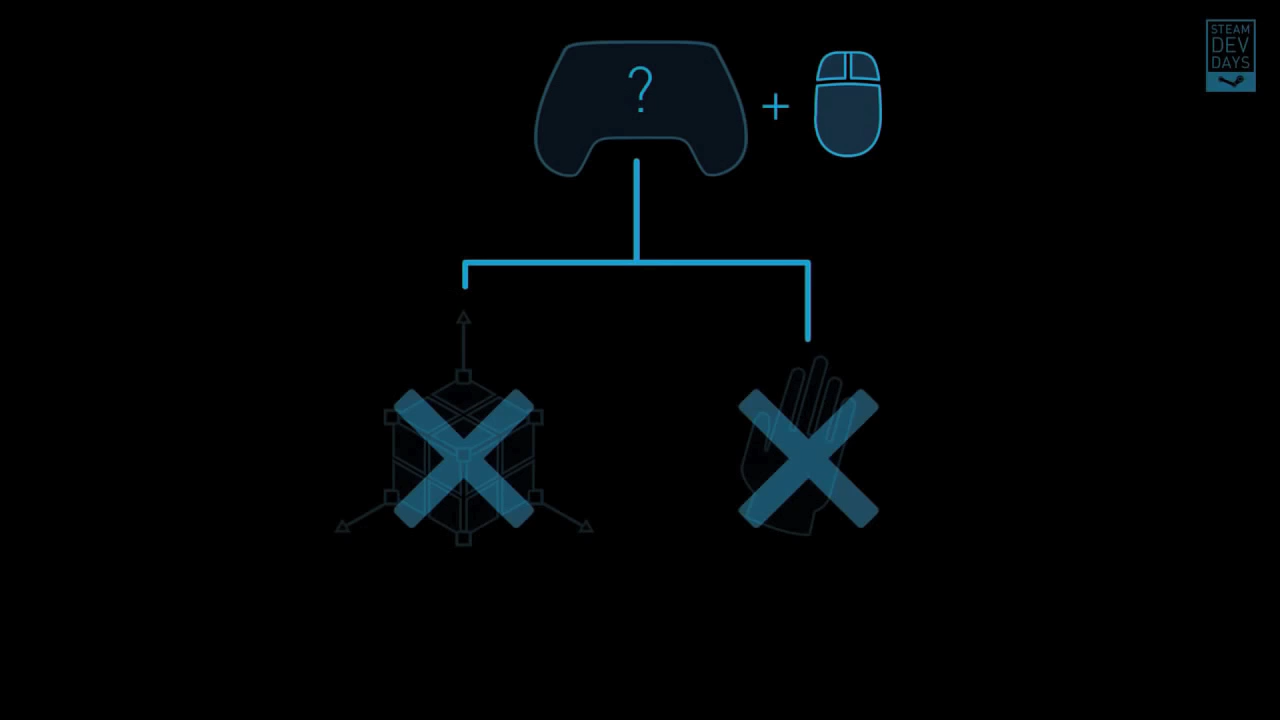 ?
+
STEAM
DEV
DAYS